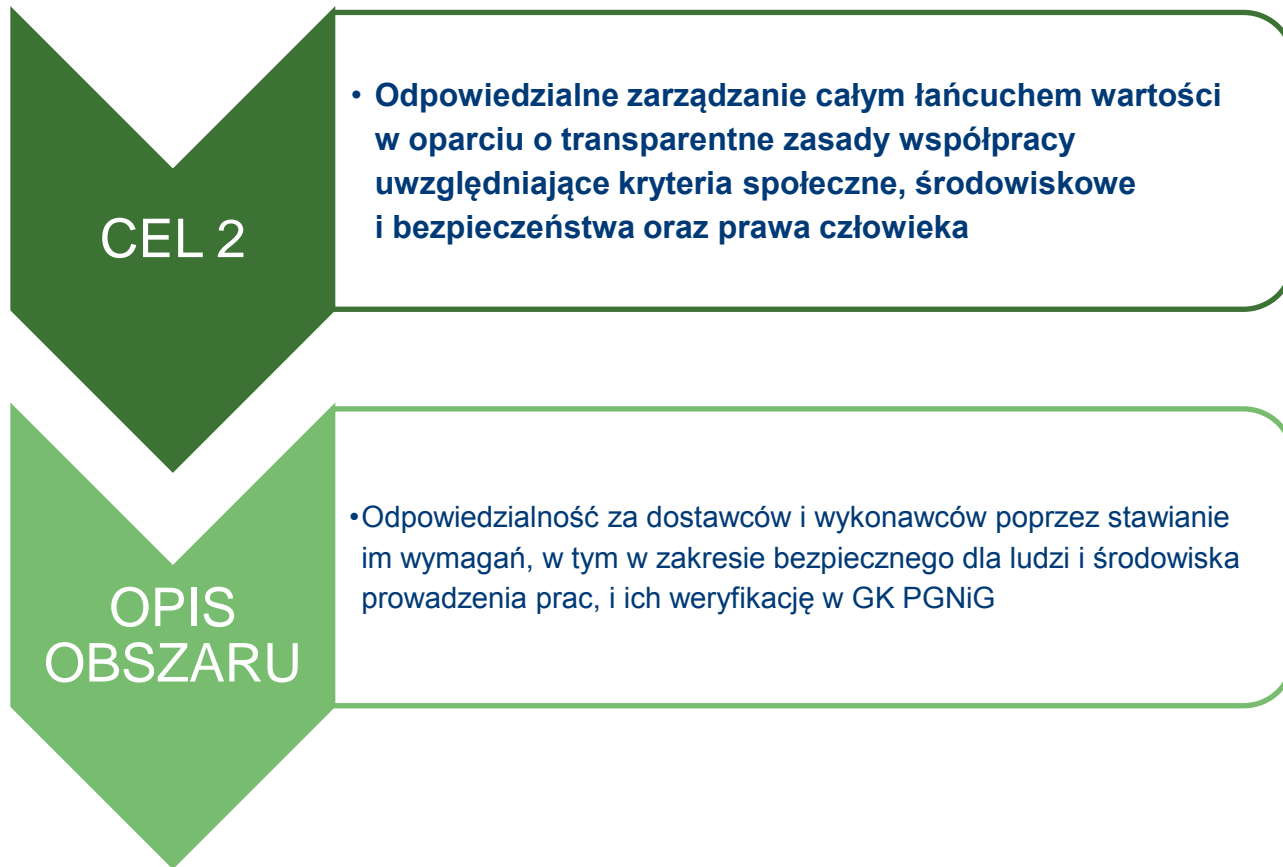 CEL 2
• Odpowiedzialne zarządzanie całym łańcuchem wartości
w oparciu o transparentne zasady współpracy
uwzględniające kryteria społeczne, środowiskowe
i bezpieczeństwa oraz prawa człowieka
OPIS
OBSZARU
•Odpowiedzialność za dostawców i wykonawców poprzez stawianie
im wymagań, w tym w zakresie bezpiecznego dla ludzi i środowiska
prowadzenia prac, i ich weryfikację w GK PGNiG